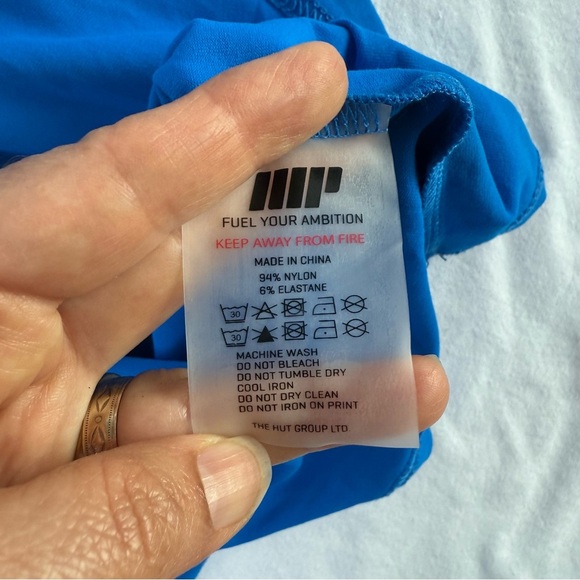 MP
FUEL YOUR AMBITION
KEEP AWAY FROM FIRE
MADE IN CHINA
94% NYLON
6% ELASTANE
30
30
MACHINE WASH
DO NOT BLEACH
DO NOT TUMBLE DRY
COOL IRON
DO NOT DRY CLEAN
DO NOT IRON ON PRINT
THE HUT GROUP LTD